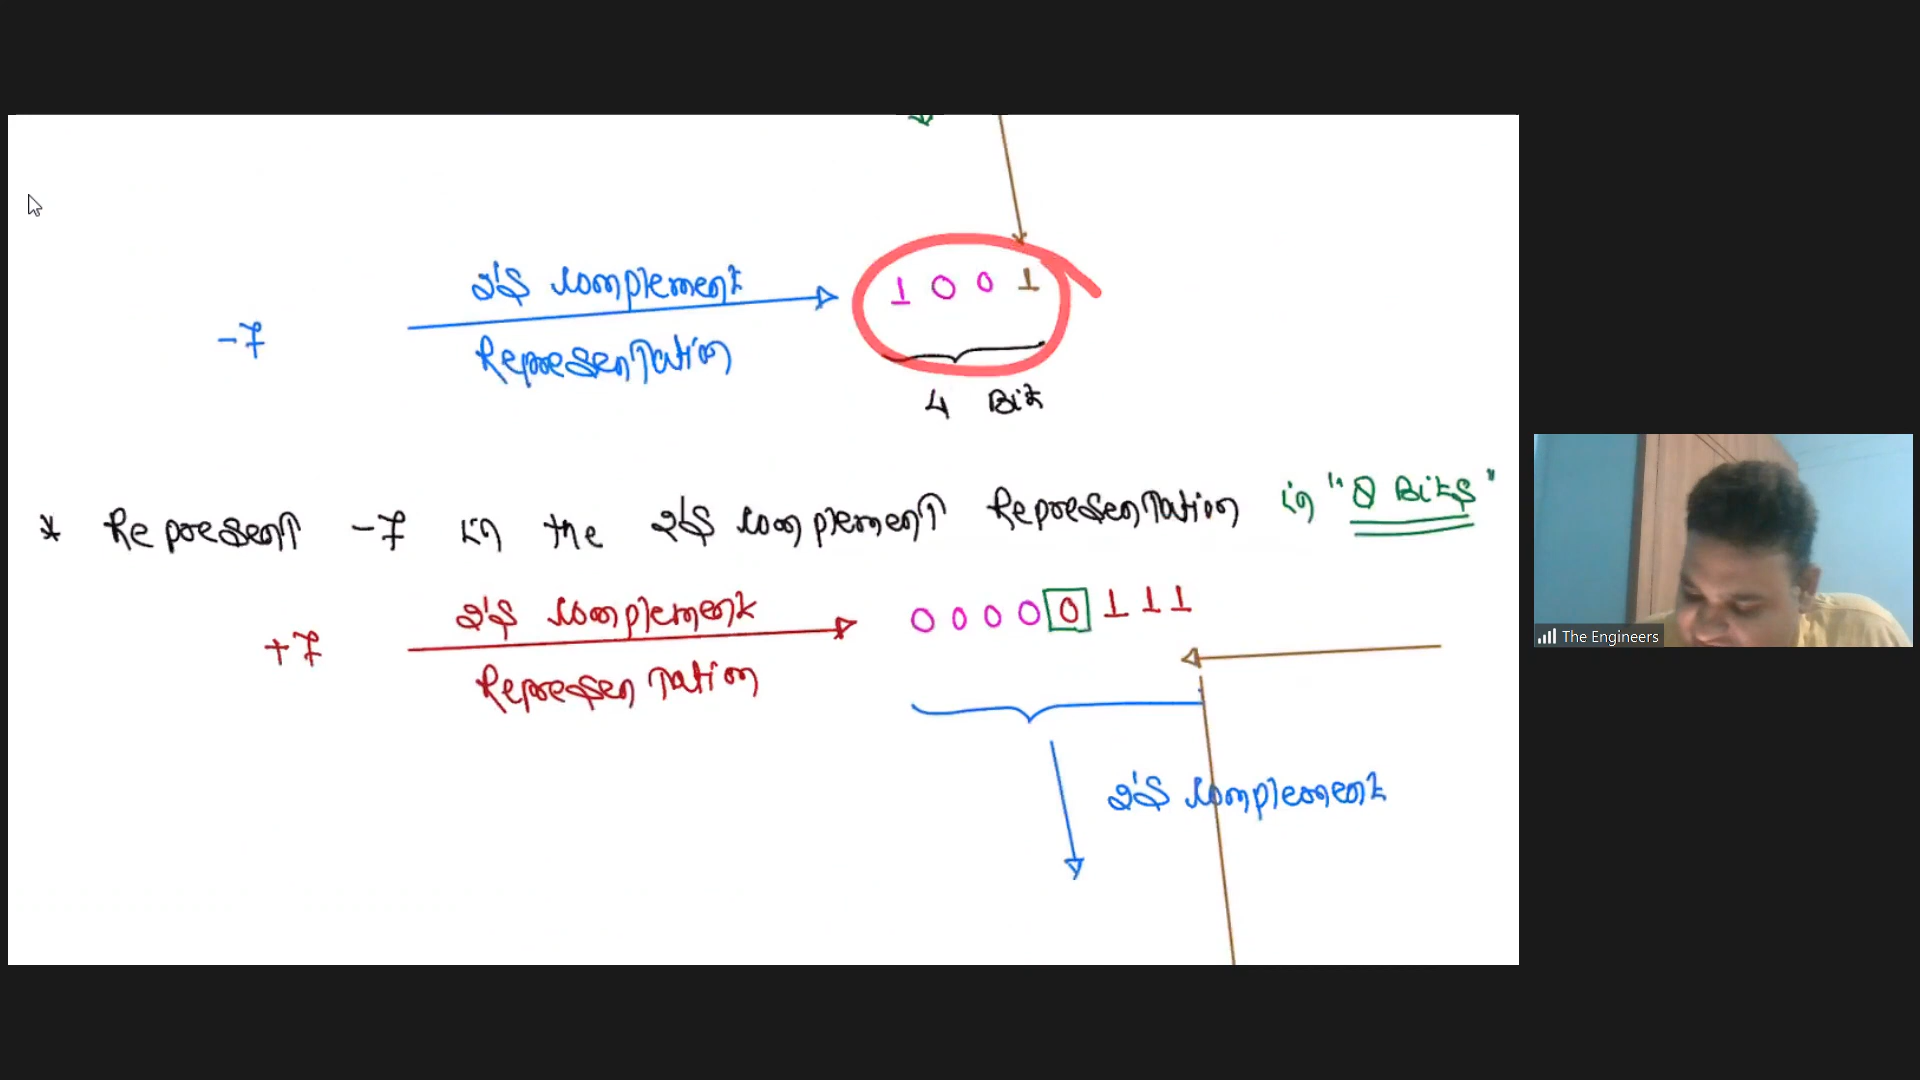 2's complement
1 0 0 1
-7
Representation
4 Bit
* Represent -7 in the 2's complement Representation in "8 Bits"
2's complement
0 0 0 0 0 1 1 1
+7
Representation
2's complement
The Engineers